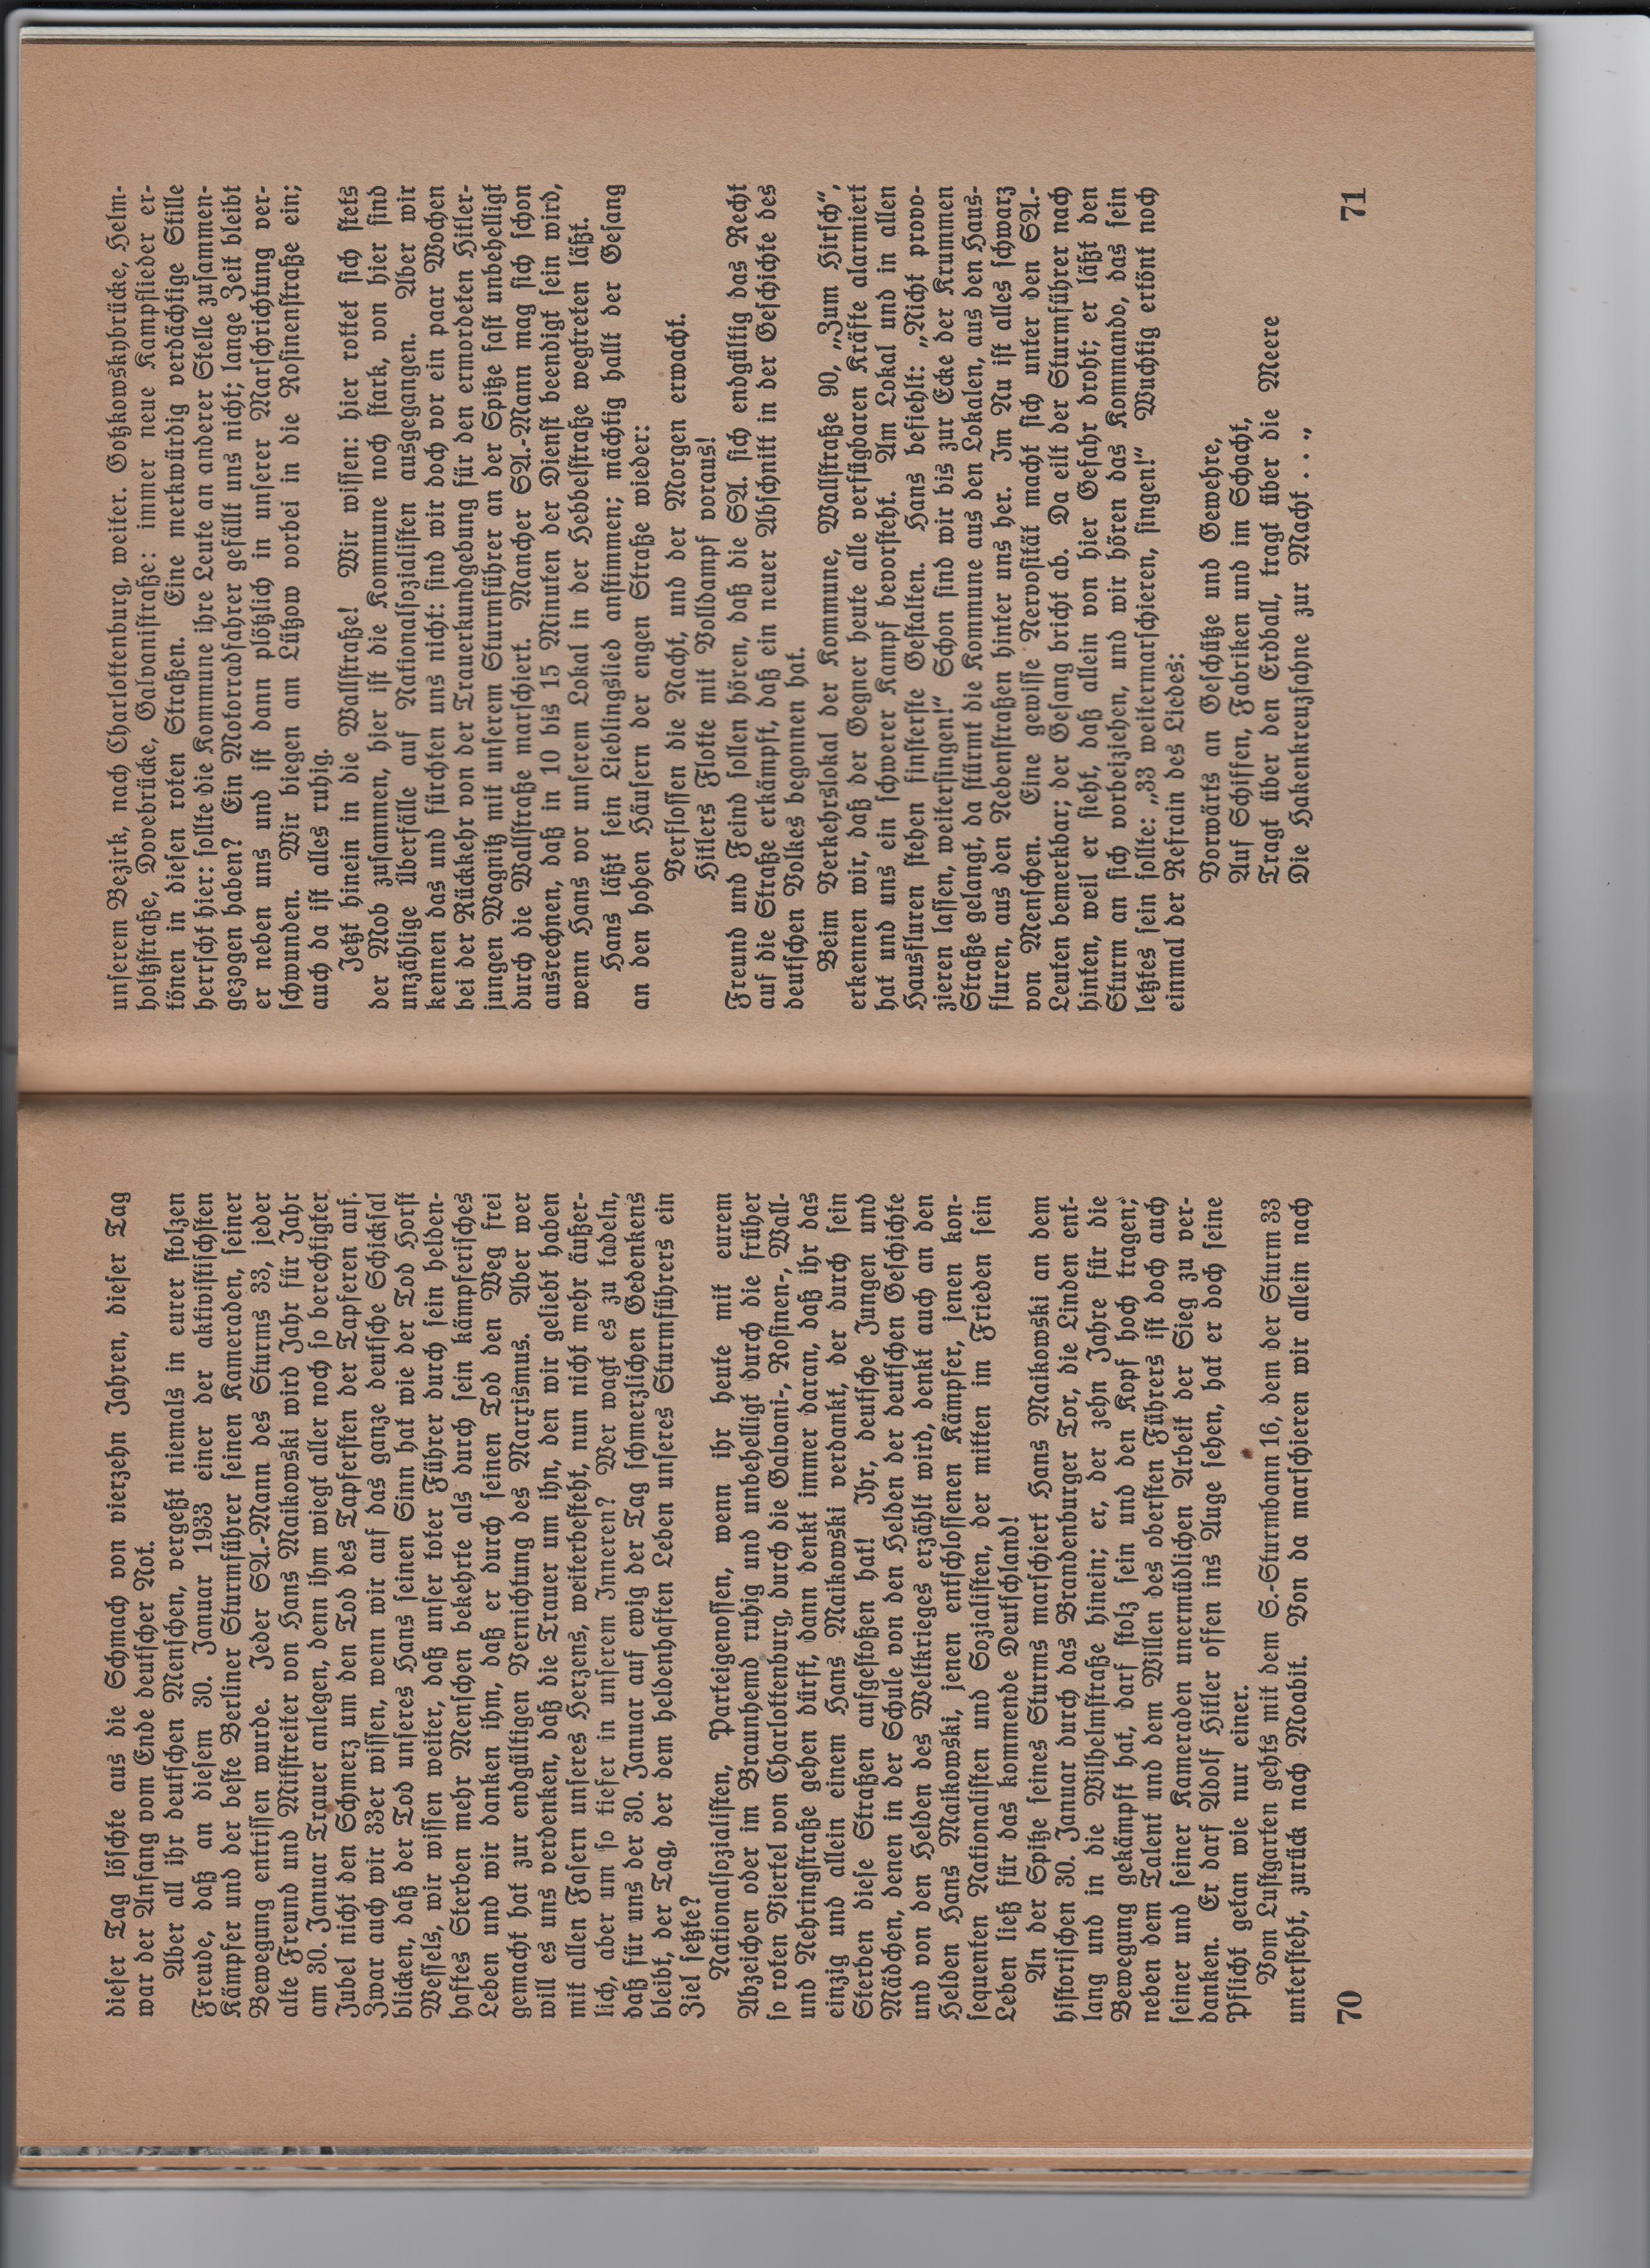 dieser Tag löschte aus die Schmach von vierzehn Jahren, dieser Tag
war der Anfang vom Ende deutscher Not.
Aber all ihr deutschen Menschen, vergeßt niemals in eurer stolzen
Freude, daß an diesem 30. Januar 1933 einer der aktivistischsten
Kämpfer und der beste Berliner Sturmführer seinen Kameraden, seiner
Bewegung entrissen wurde. Jeder SA.-Mann des Sturms 33, jeder
alte Freund und Mitstreiter von Hans Maikowski wird Jahr für Jahr
am 30. Januar Trauer anlegen, denn ihm wiegt aller noch so berechtigter
Jubel nicht den Schmerz um den Tod des Tapfersten der Tapferen auf.
Zwar auch wir 33er wissen, wenn wir auf das ganze deutsche Schicksal
blicken, daß der Tod unseres Hans seinen Sinn hat wie der Tod Horst
Wessels, wir wissen weiter, daß unser toter Führer durch sein helden-
haftes Sterben mehr Menschen bekehrte als durch sein kämpferisches
Leben und wir danken ihm, daß er durch seinen Tod den Weg frei
gemacht hat zur endgültigen Vernichtung des Marxismus. Aber wer
will es uns verdenken, daß die Trauer um ihn, den wir geliebt haben
mit allen Fasern unseres Herzens, weiterbesteht, nun nicht mehr äußer-
lich, aber um so tiefer in unserem Inneren? Wer wagt es zu tadeln,
daß für uns der 30. Januar auf ewig der Tag schmerzlichen Gedenkens
bleibt, der Tag, der dem heldenhaften Leben unseres Sturmführers ein
Ziel setzte?
Nationalsozialisten, Parteigenossen, wenn ihr heute mit eurem
Abzeichen oder im Braunhemd ruhig und unbehelligt durch die früher
so roten Viertel von Charlottenburg, durch die Galvani-, Rosinen-, Wall-
und Nehringstraße gehen dürft, dann denkt immer daran, daß ihr das
einzig und allein einem Hans Maikowski verdankt, der durch sein
Sterben diese Straßen aufgestoßen hat! Ihr, deutsche Jungen und
Mädchen, denen in der Schule von den Helden der deutschen Geschichte
und von den Helden des Weltkrieges erzählt wird, denkt auch an den
Helden Hans Maikowski, jenen entschlossenen Kämpfer, jenen kon-
sequenten Nationalisten und Sozialisten, der mitten im Frieden sein
Leben ließ für das kommende Deutschland!
An der Spitze seines Sturms marschiert Hans Maikowski an dem
historischen 30. Januar durch das Brandenburger Tor, die Linden ent-
lang und in die Wilhelmstraße hinein; er, der zehn Jahre für die
Bewegung gekämpft hat, darf stolz sein und den Kopf hoch tragen;
neben dem Talent und dem Willen des obersten Führers ist doch auch
seiner und seiner Kameraden unermüdlichen Arbeit der Sieg zu ver-
danken. Er darf Adolf Hitler offen ins Auge sehen, hat er doch seine
Pflicht getan wie nur einer.
Vom Lustgarten gehts mit dem S.-Sturmbann 16, dem der Sturm 33
untersteht, zurück nach Moabit. Von da marschieren wir allein nach
70
unserem Bezirk, nach Charlottenburg, weiter. Gotzkowskybrücke, Helm-
holtzstraße, Dovebrücke, Galvanistraße: immer neue Kampflieder er-
tönen in diesen roten Straßen. Eine merkwürdig verdächtige Stille
herrscht hier: sollte die Kommune ihre Leute an anderer Stelle zusammen-
gezogen haben? Ein Motorradfahrer gefällt uns nicht; lange Zeit bleibt
er neben uns und ist dann plötzlich in unserer Marschrichtung ver-
schwunden. Wir biegen am Lützow vorbei in die Rosinenstraße ein;
auch da ist alles ruhig.
Jetzt hinein in die Wallstraße! Wir wissen: hier rottet sich stets
der Mob zusammen, hier ist die Kommune noch stark, von hier sind
unzählige Überfälle auf Nationalsozialisten ausgegangen. Aber wir
kennen das und fürchten uns nicht: sind wir doch vor ein paar Wochen
bei der Rückkehr von der Trauerkundgebung für den ermordeten Hitler-
jungen Wagnitz mit unserem Sturmführer an der Spitze fast unbehelligt
durch die Wallstraße marschiert. Mancher SA.-Mann mag sich schon
ausrechnen, daß in 10 bis 15 Minuten der Dienst beendigt sein wird,
wenn Hans vor unserem Lokal in der Hebbelstraße wegtreten läßt.
Hans läßt sein Lieblingslied anstimmen; mächtig hallt der Gesang
an den hohen Häusern der engen Straße wieder:
Verflossen die Nacht, und der Morgen erwacht.
Hitlers Flotte mit Volldampf voraus!
Freund und Feind sollen hören, daß die SA. sich endgültig das Recht
auf die Straße erkämpft, daß ein neuer Abschnitt in der Geschichte des
deutschen Volkes begonnen hat.
Beim Verkehrslokal der Kommune, Wallstraße 90, „Zum Hirsch“,
erkennen wir, daß der Gegner heute alle verfügbaren Kräfte alarmiert
hat und uns ein schwerer Kampf bevorsteht. Am Lokal und in allen
Hausfluren stehen finsterste Gestalten. Hans befiehlt: „Nicht provo-
zieren lassen, weitersingen!“ Schon sind wir bis zur Ecke der Krummen
Straße gelangt, da stürmt die Kommune aus den Lokalen, aus den Haus-
fluren, aus den Nebenstraßen hinter uns her. Im Nu ist alles schwarz
von Menschen. Eine gewisse Nervosität macht sich unter den SA.-
Leuten bemerkbar; der Gesang bricht ab. Da eilt der Sturmführer nach
hinten, weil er sieht, daß allein von hier Gefahr droht; er läßt den
Sturm an sich vorbeiziehen, und wir hören das Kommando, das sein
letztes sein sollte: „33 weitermarschieren, singen!“ Wuchtig ertönt noch
einmal der Refrain des Liedes:
Vorwärts an Geschütze und Gewehre,
Auf Schiffen, Fabriken und im Schacht,
Tragt über den Erdball, tragt über die Meere
Die Hakenkreuzfahne zur Macht . . . „
71